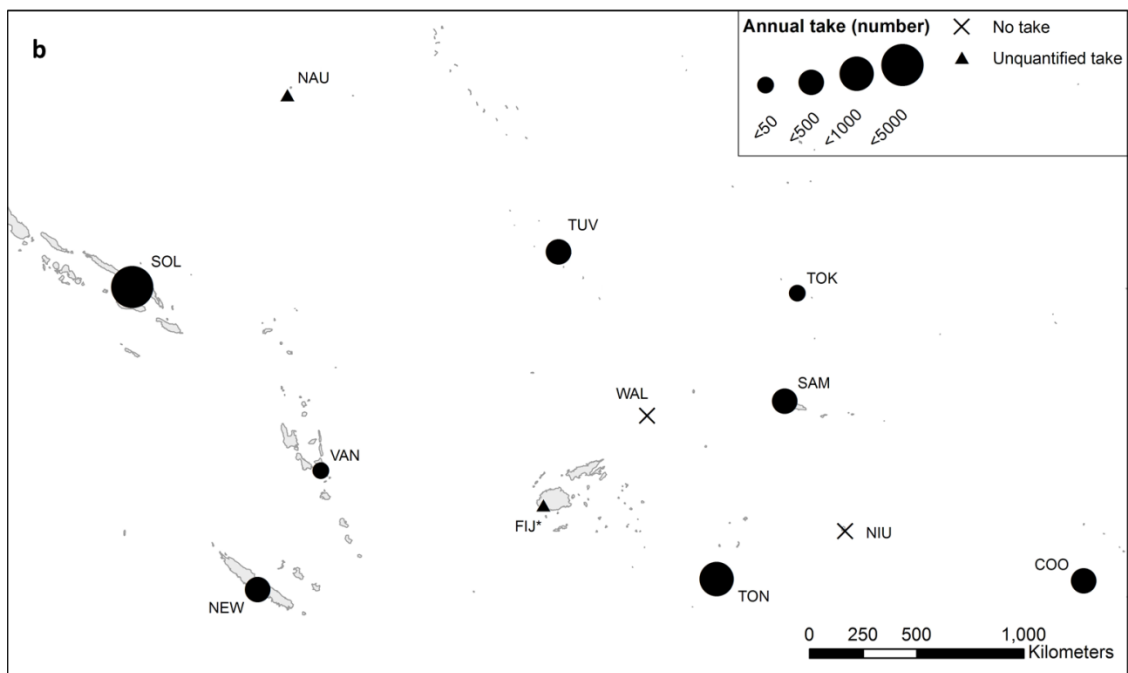 b
Annual take (number)
No take
Unquantified take
<50
<500
<1000
<5000
NAU
TUV
SOL
TOK
SAM
WAL
VAN
FIJ*
NIU
COO
TON
NEW
0 250 500 1,000
Kilometers